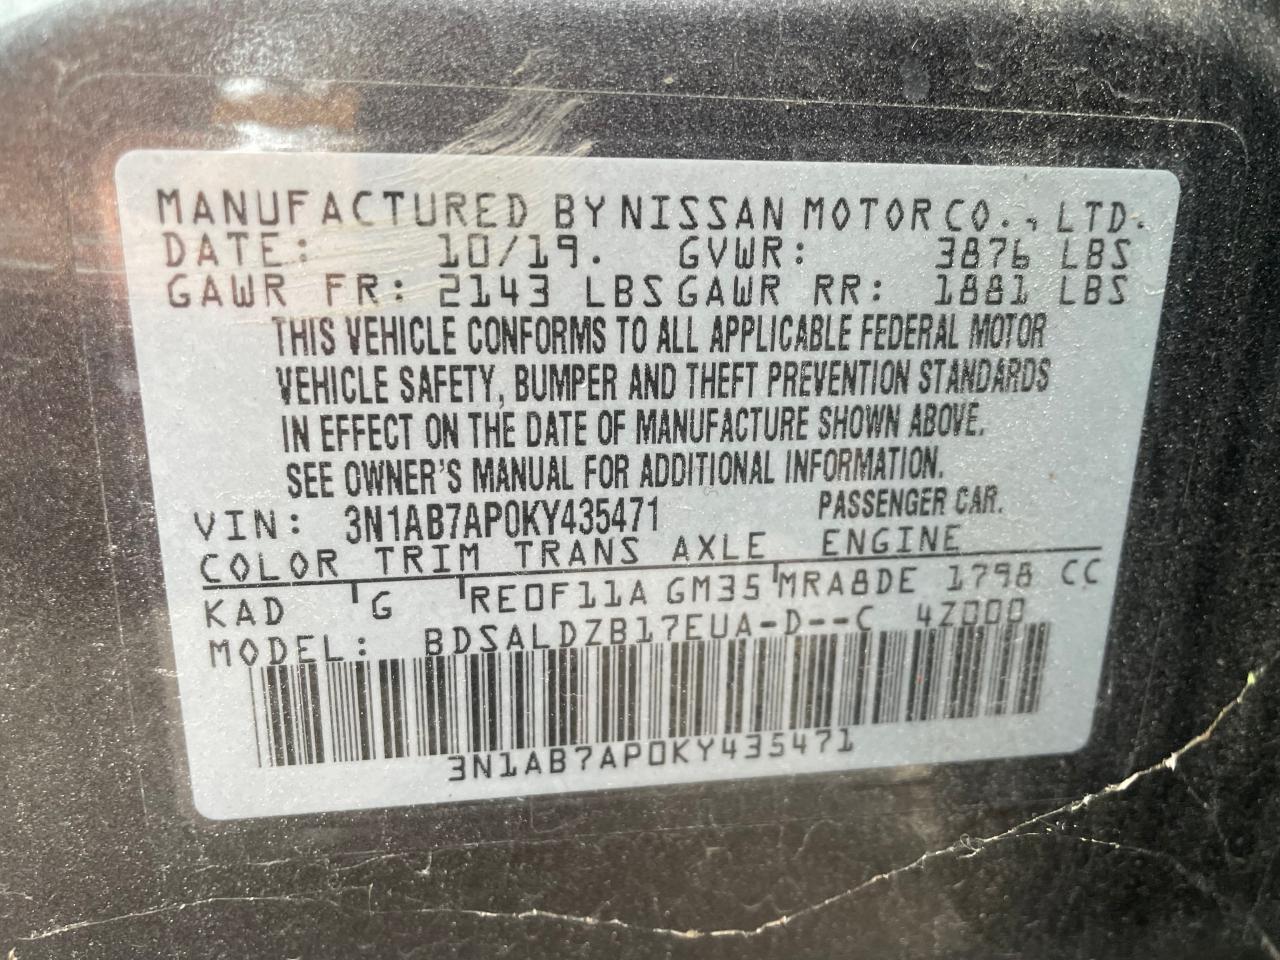 MANUFACTURED BY NISSAN MOTOR CO., LTD.
DATE: 10/19. GVWR: 3876 LBS
GAWR FR: 2143 LBS GAWR RR: 1881 LBS
THIS VEHICLE CONFORMS TO ALL APPLICABLE FEDERAL MOTOR
VEHICLE SAFETY, BUMPER AND THEFT PREVENTION STANDARDS
IN EFFECT ON THE DATE OF MANUFACTURE SHOWN ABOVE.
SEE OWNER'S MANUAL FOR ADDITIONAL INFORMATION.
VIN: 3N1AB7AP0KY435471 PASSENGER CAR.
COLOR TRIM TRANS AXLE ENGINE
KAD G RE0F11A GM35 MRA8DE 1798 CC
MODEL: BDSALDZB17EUA-D--C 4Z000
3N1AB7AP0KY435471